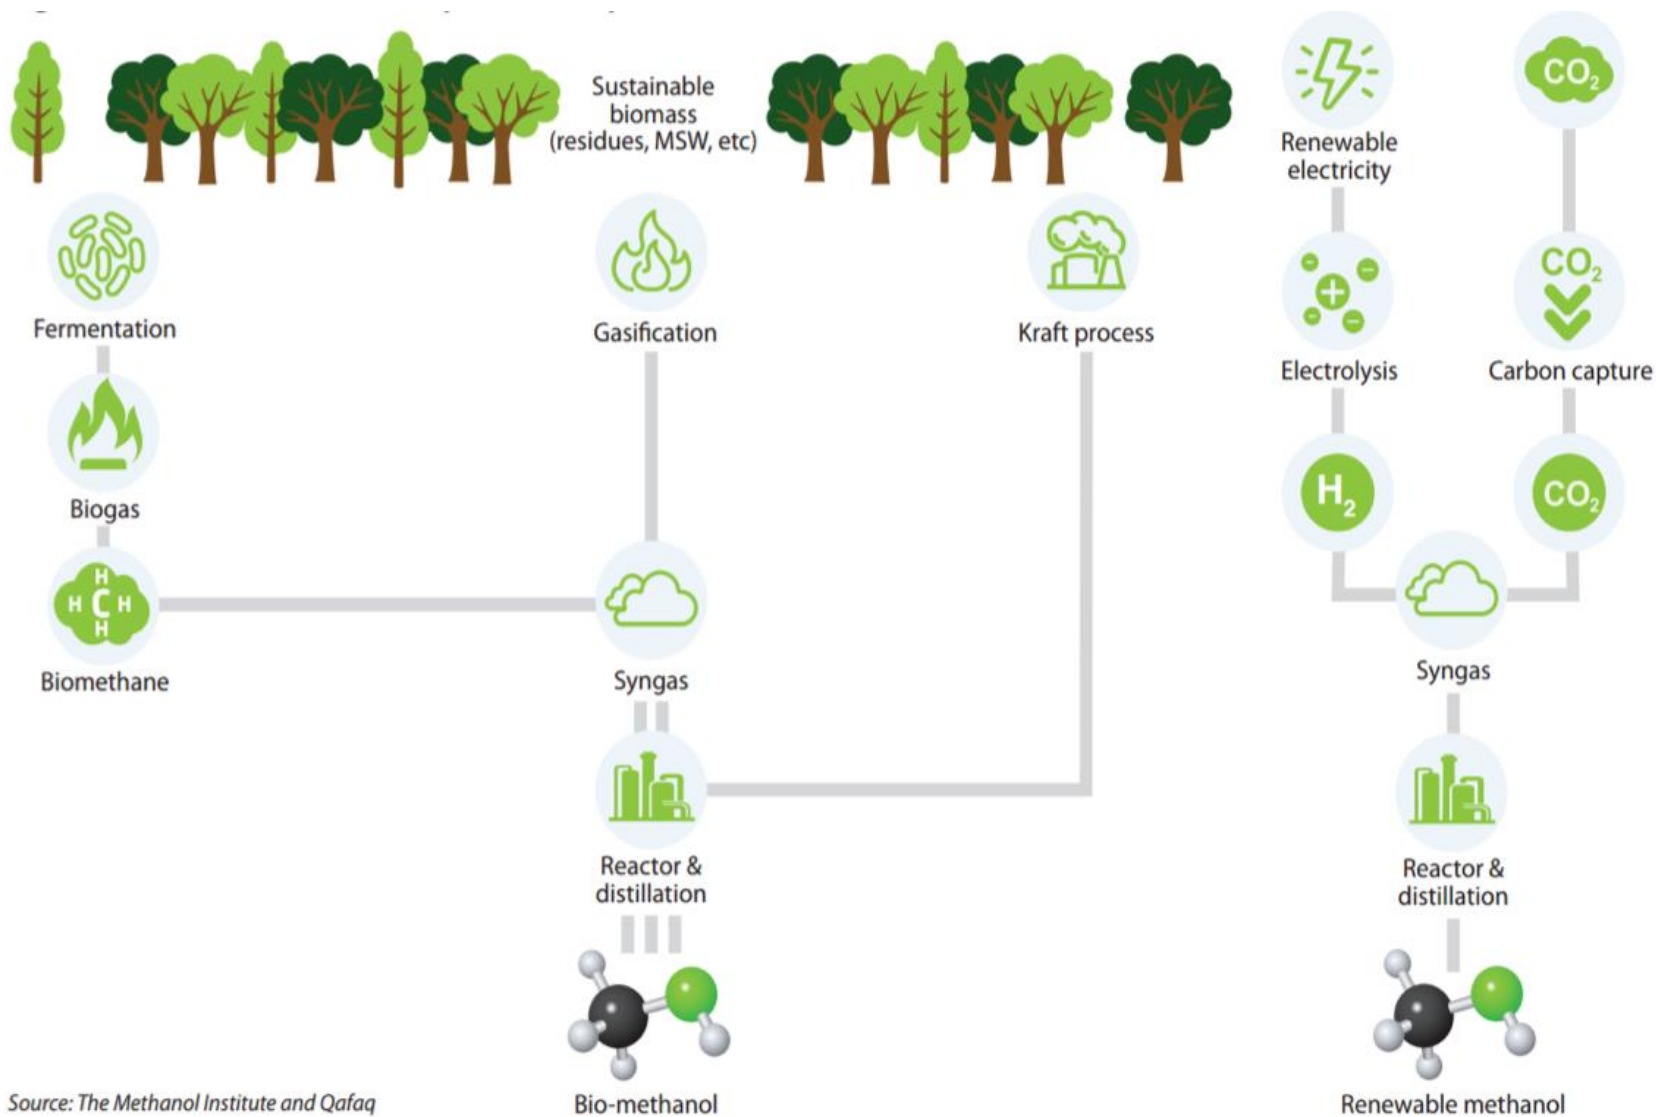 Sustainable
biomass
(residues, MSW, etc)
Renewable
electricity
CO₂
Fermentation
Gasification
Kraft process
Electrolysis
CO₂
Carbon capture
Biogas
H₂
CO₂
H
H C H
H
Biomethane
Syngas
Syngas
Reactor &
distillation
Reactor &
distillation
Bio-methanol
Renewable methanol
Source: The Methanol Institute and Qafaq